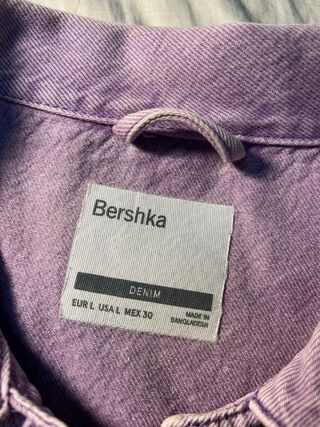 Bershka
DENIM
EUR L USA L MEX 30
MADE IN
BANGLADESH